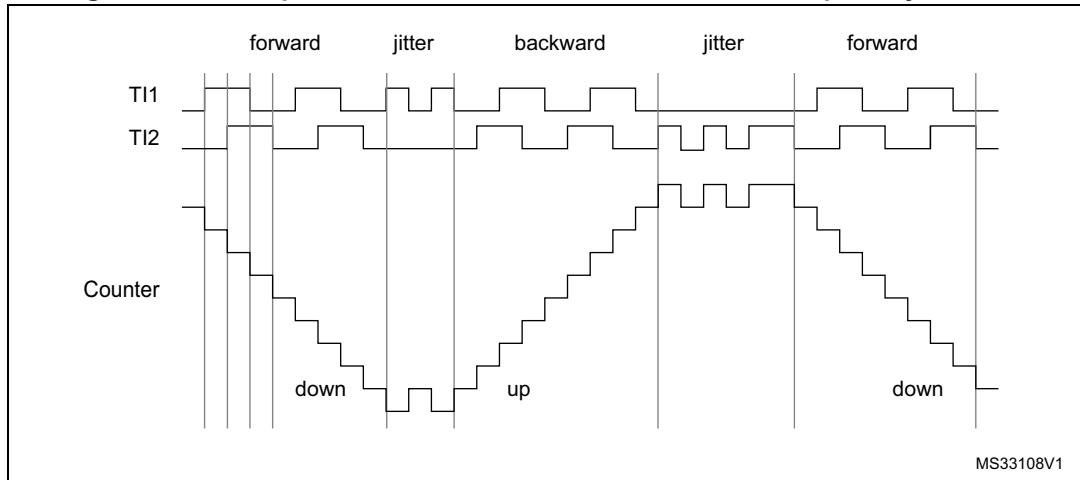 forward jitter backward jitter forward
TI1
TI2
Counter
down up down
MS33108V1